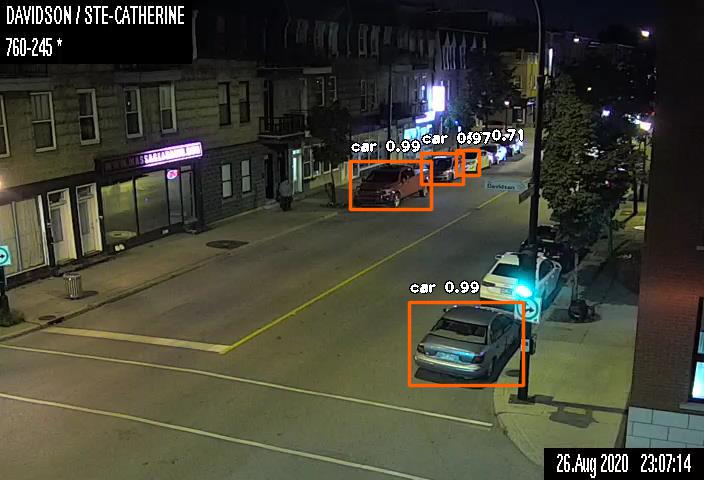 DAVIDSON / STE-CATHERINE
760-245 *
car 0.99
car 0.97
0.71
Davidson
car 0.99
26.Aug 2020 23:07:14